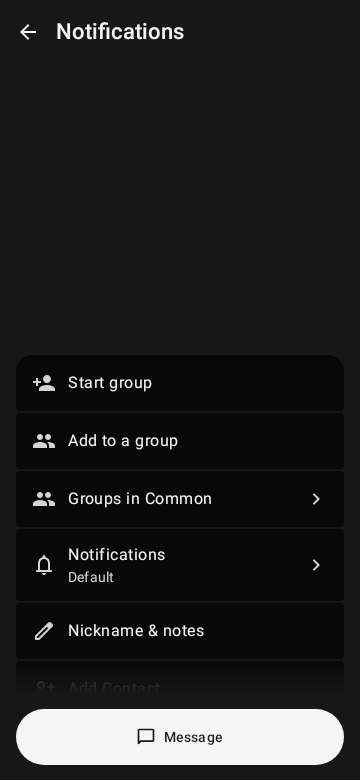 Notifications
Start group
Add to a group
Groups in Common
Notifications
Default
Nickname & notes
Add Contact
Message